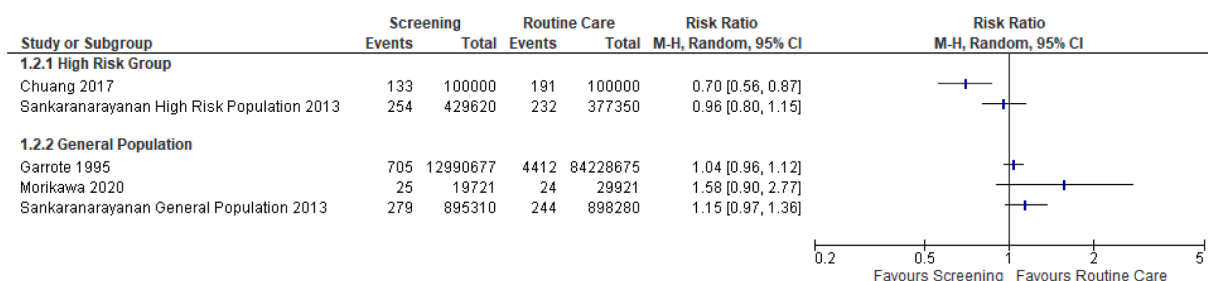 Screening Routine Care Risk Ratio Risk Ratio
Study or Subgroup Events Total Events Total M-H, Random, 95% CI M-H, Random, 95% CI
1.2.1 High Risk Group
Chuang 2017 133 100000 191 100000 0.70 [0.56, 0.87]
Sankaranarayanan High Risk Population 2013 254 429620 232 377350 0.96 [0.80, 1.15]
1.2.2 General Population
Garrote 1995 705 12990677 4412 84228675 1.04 [0.96, 1.12]
Morikawa 2020 25 19721 24 29921 1.58 [0.90, 2.77]
Sankaranarayanan General Population 2013 279 895310 244 898280 1.15 [0.97, 1.36]
0.2 0.5 1 2 5
Favours Screening Favours Routine Care